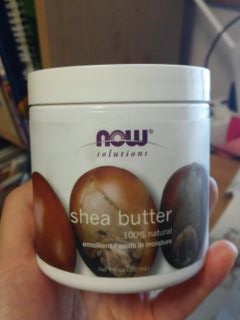 NOW®
solutions
shea butter
100% natural
emollient / seals in moisture